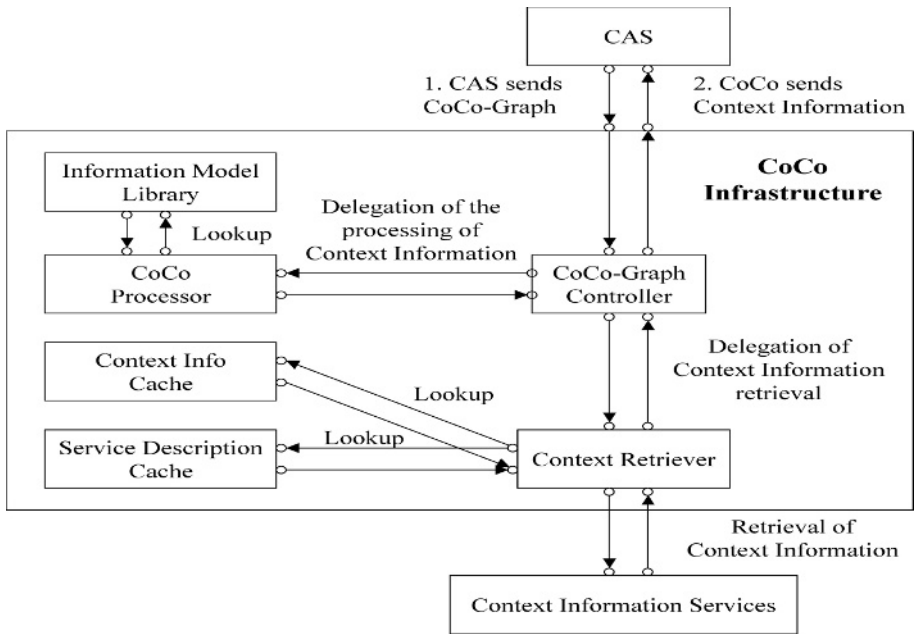 CAS
1. CAS sends
CoCo-Graph
2. CoCo sends
Context Information
CoCo
Infrastructure
Information Model
Library
Lookup
Delegation of the
processing of
Context Information
CoCo
Processor
CoCo-Graph
Controller
Context Info
Cache
Lookup
Delegation of
Context Information
retrieval
Service Description
Cache
Lookup
Context Retriever
Retrieval of
Context Information
Context Information Services